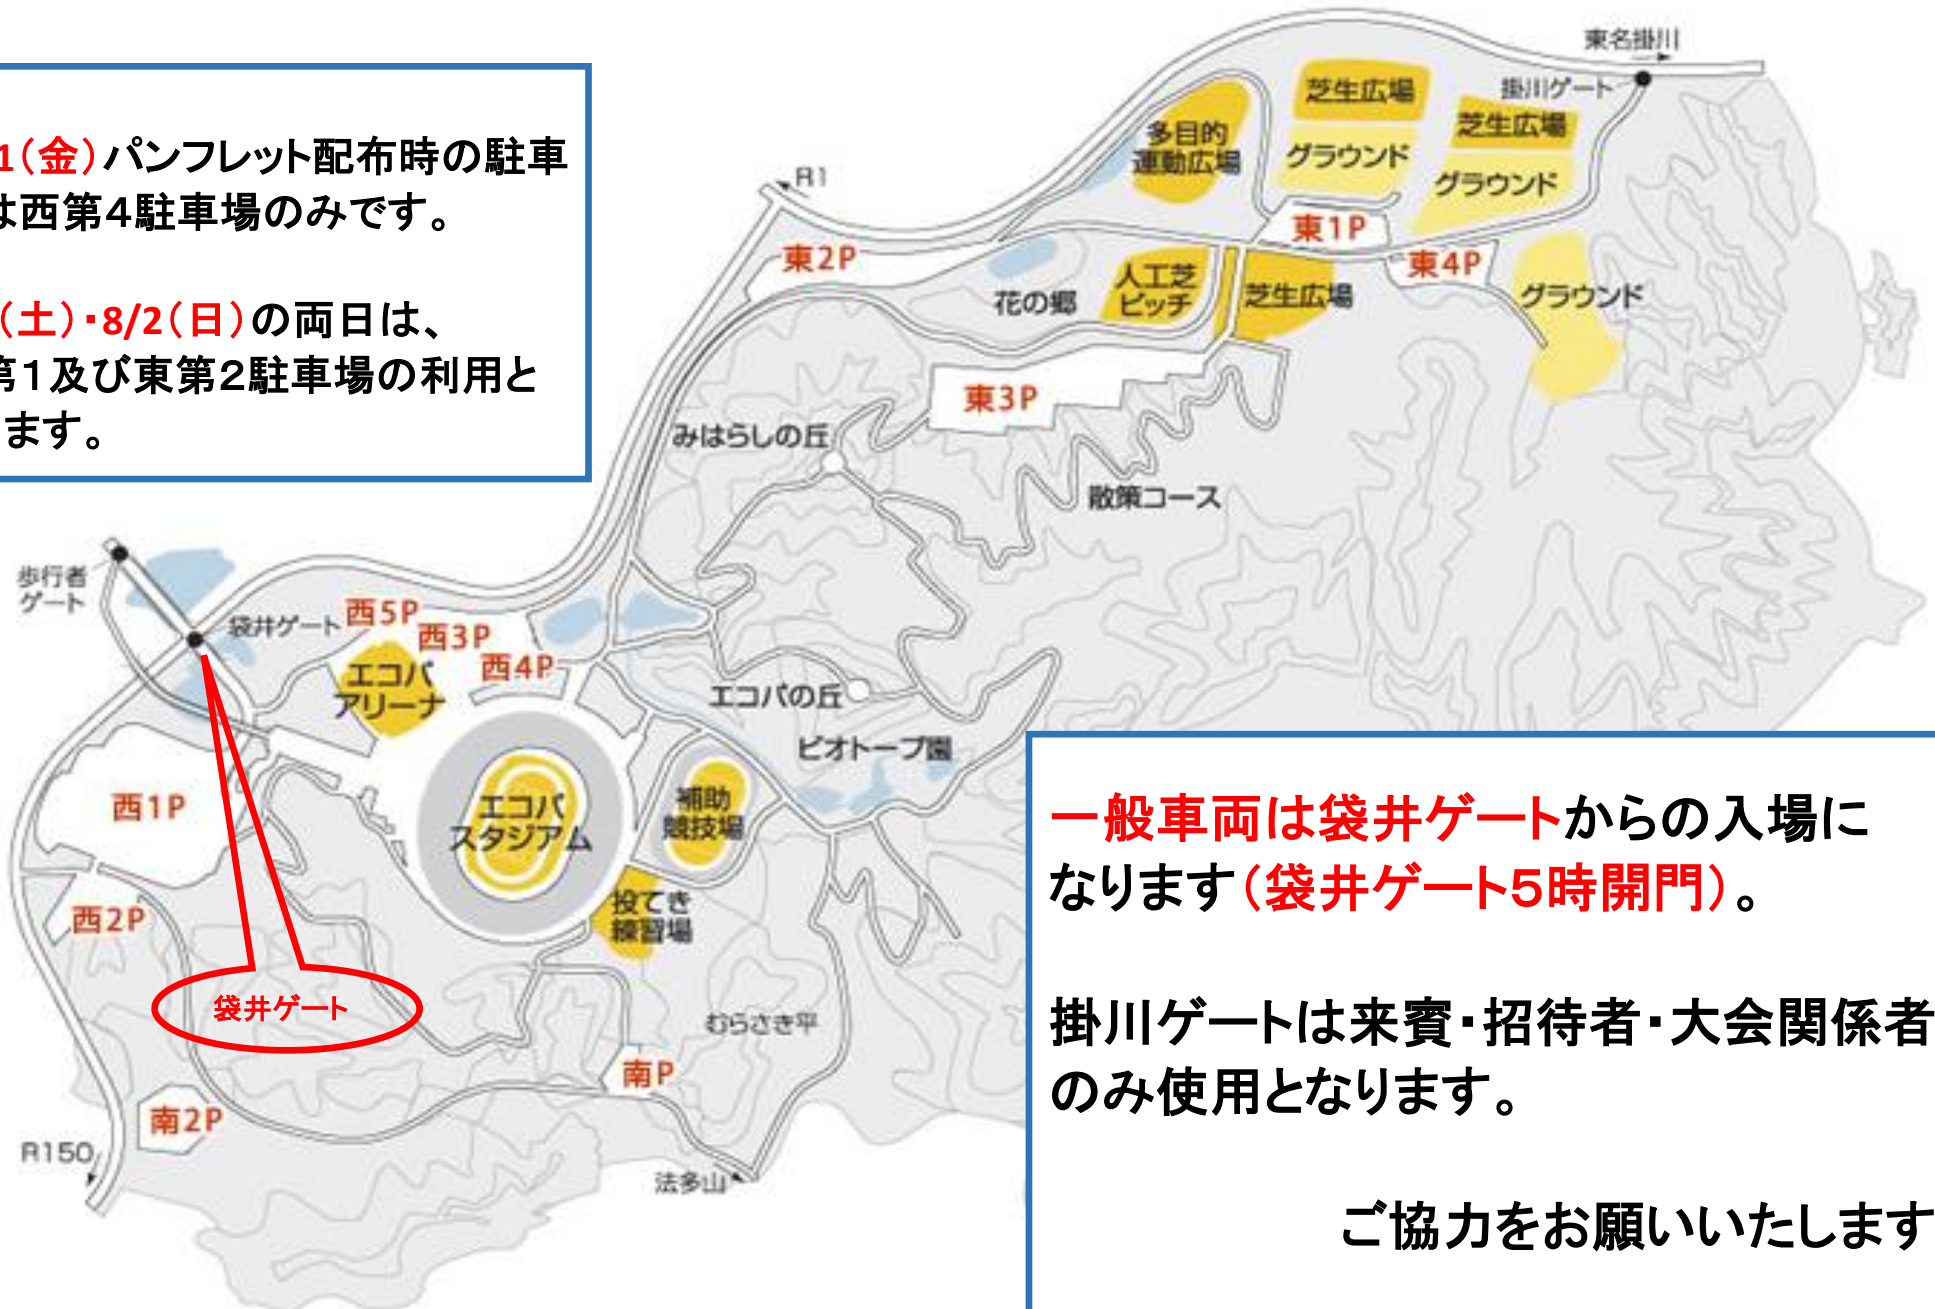 1（金）パンフレット配布時の駐車
は西第４駐車場のみです。
（土）・8/2（日）の両日は、
第１及び東第２駐車場の利用と
ます。
東名掛川
掛川ゲート
芝生広場
芝生広場
多目的
運動広場
グラウンド
グラウンド
R1
東1P
東2P
東4P
人工芝
ピッチ
芝生広場
グラウンド
花の郷
東3P
みはらしの丘
散策コース
歩行者
ゲート
袋井ゲート
西5P
西3P
西4P
エコパ
アリーナ
エコパの丘
ビオトープ園
西1P
エコパ
スタジアム
補助
競技場
西2P
投てき
練習場
袋井ゲート
むらさき平
南P
南2P
R150
法多山
一般車両は袋井ゲートからの入場に
なります（袋井ゲート５時開門）。
掛川ゲートは来賓・招待者・大会関係者
のみ使用となります。
ご協力をお願いいたします